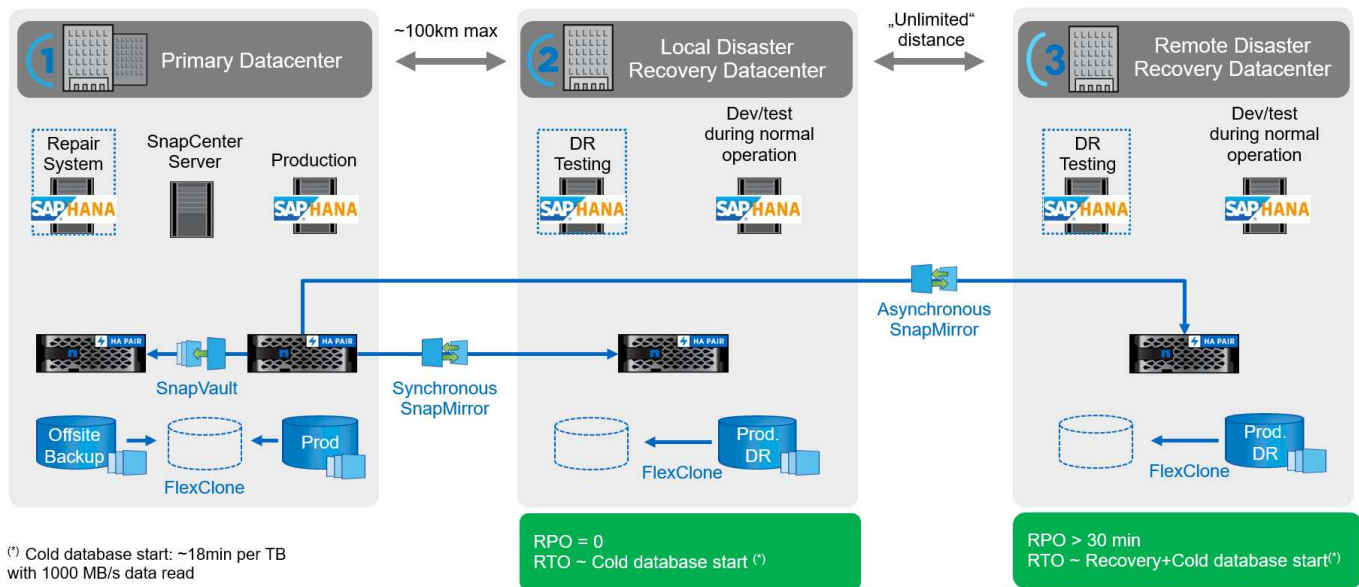 1
Primary Datacenter
~100km max
2
Local Disaster
Recovery Datacenter
„Unlimited“
distance
3
Remote Disaster
Recovery Datacenter
Repair
System
SAP HANA
SnapCenter
Server
Production
SAP HANA
DR
Testing
SAP HANA
Dev/test
during normal
operation
SAP HANA
DR
Testing
SAP HANA
Dev/test
during normal
operation
SAP HANA
Asynchronous
SnapMirror
HA PAIR
SnapVault
HA PAIR
Synchronous
SnapMirror
HA PAIR
HA PAIR
Offsite
Backup
FlexClone
Prod
FlexClone
Prod.
DR
FlexClone
Prod.
DR
(*) Cold database start: ~18min per TB
with 1000 MB/s data read
RPO = 0
RTO ~ Cold database start (*)
RPO > 30 min
RTO ~ Recovery+Cold database start(*)